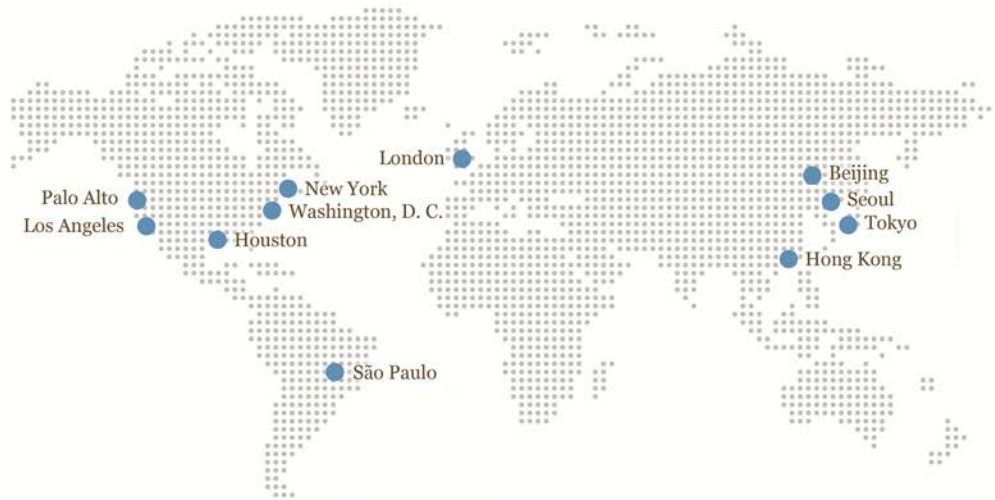 London
Beijing
New York
Palo Alto
Seoul
Washington, D. C.
Los Angeles
Tokyo
Houston
Hong Kong
São Paulo